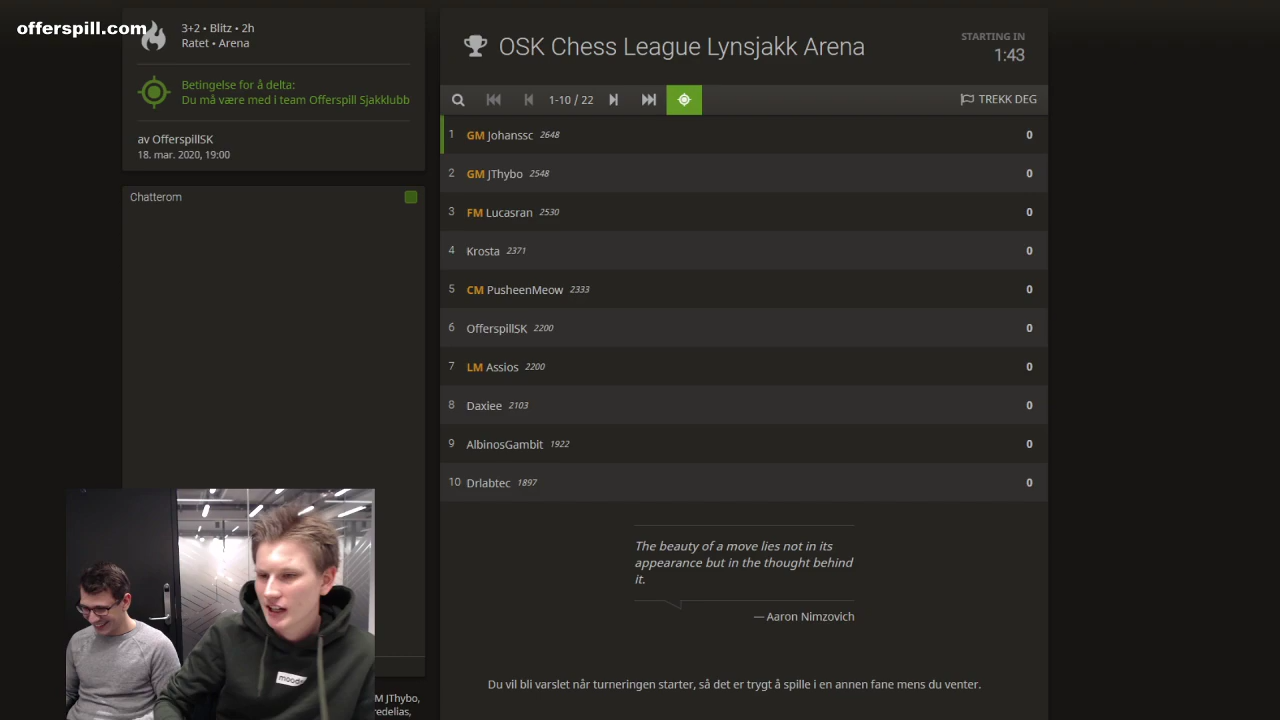 offerspill.com
3+2 • Blitz • 2h
Ratet • Arena
Betingelse for å delta:
Du må være med i team Offerspill Sjakklubb
av OfferspillSK
18. mar. 2020, 19:00
Chatterom
OSK Chess League Lynsjakk Arena
STARTING IN
1:43
1-10 / 22
TREKK DEG
1 GM Johanssc 2648 0
2 GM JThybo 2548 0
3 FM Lucasran 2530 0
4 Krosta 2371 0
5 CM PusheenMeow 2333 0
6 OfferspillSK 2200 0
7 LM Assios 2200 0
8 Daxiee 2103 0
9 AlbinosGambit 1922 0
10 Drlabtec 1897 0
The beauty of a move lies not in its
appearance but in the thought behind
it.
— Aaron Nimzovich
Du vil bli varslet når turneringen starter, så det er trygt å spille i en annen fane mens du venter.
M JThybo,
redelias,